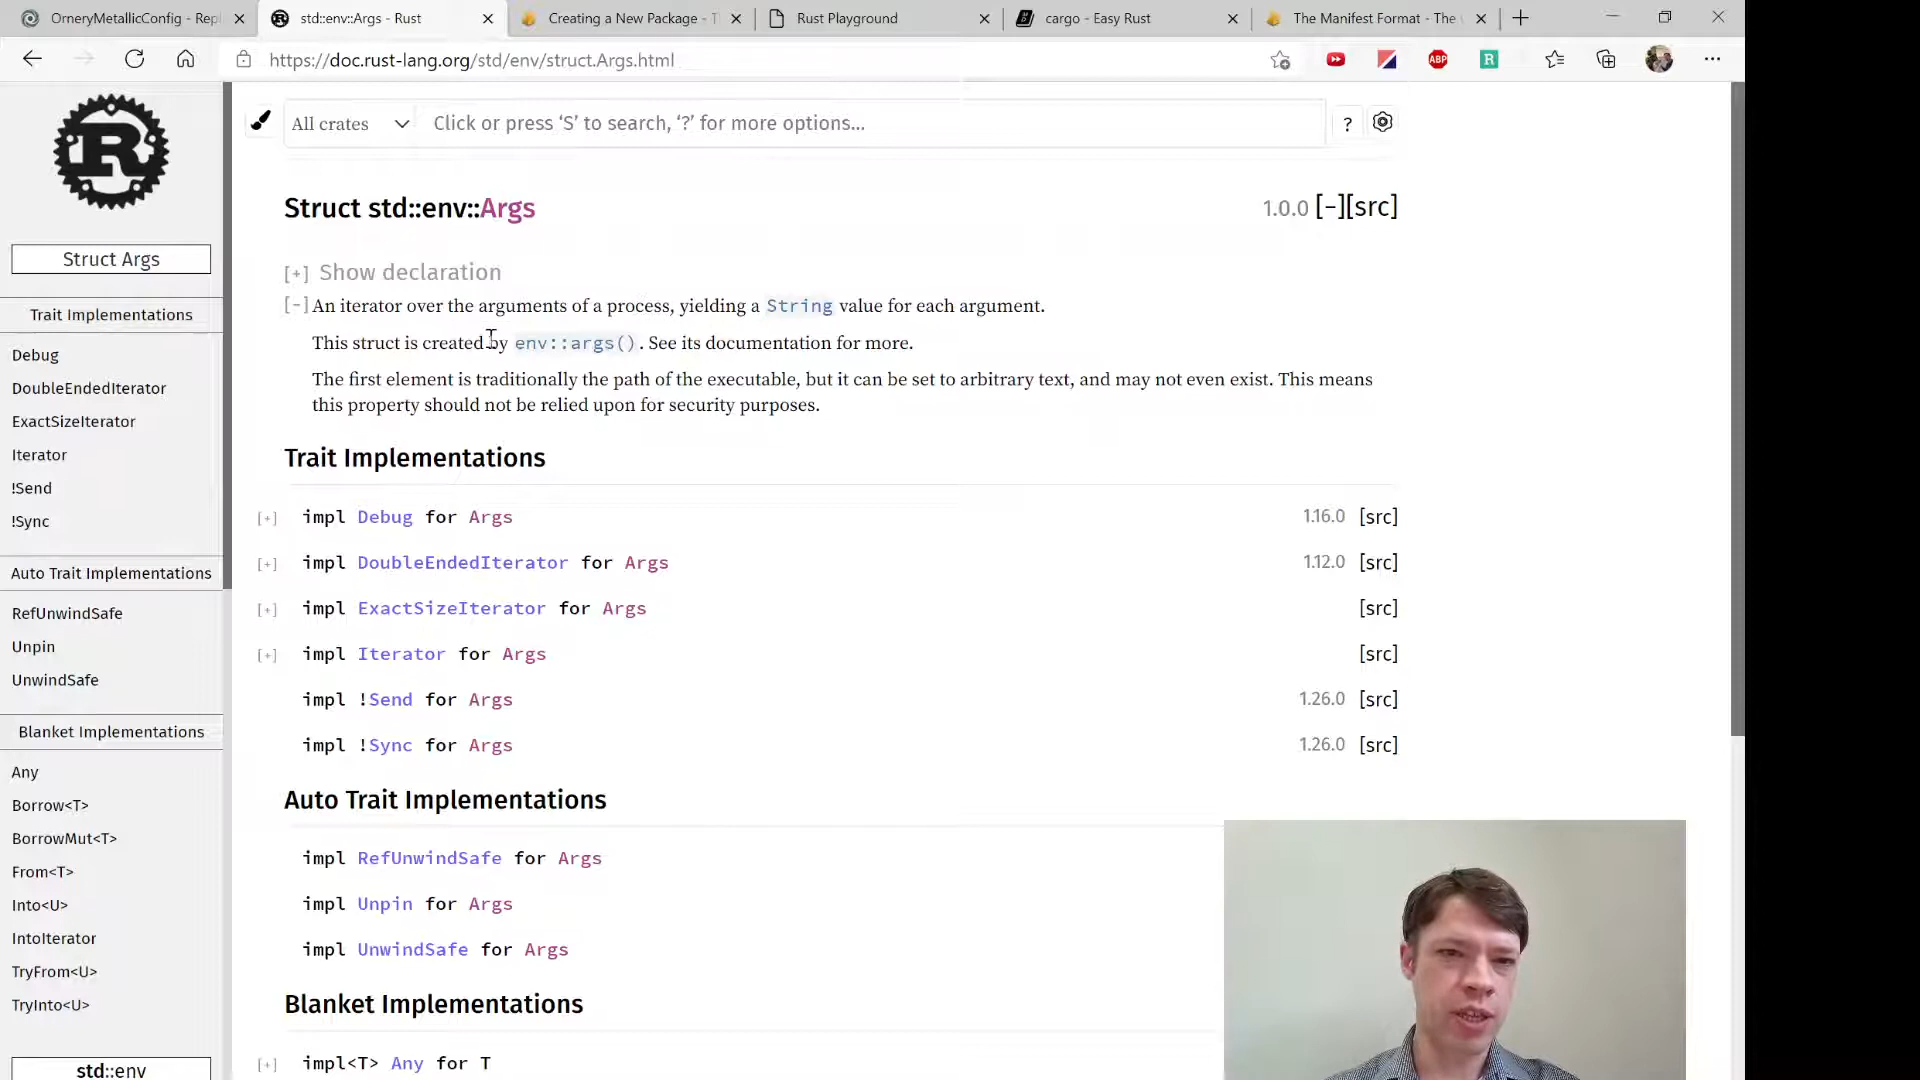 OrneyMetallicConfig - Repl
std::env::Args - Rust
Creating a New Package - T
Rust Playground
cargo - Easy Rust
The Manifest Format - The
https://doc.rust-lang.org/std/env/struct.Args.html
ABP
R
All crates
Click or press ‘S’ to search, ‘?’ for more options…
?
R
Struct Args
Trait Implementations
Debug
DoubleEndedIterator
ExactSizeIterator
Iterator
!Send
!Sync
Auto Trait Implementations
RefUnwindSafe
Unpin
UnwindSafe
Blanket Implementations
Any
Borrow<T>
BorrowMut<T>
From<T>
Into<U>
IntoIterator
TryFrom<U>
TryInto<U>
std::env
Struct std::env::Args
1.0.0 [-][src]
[+] Show declaration
[-] An iterator over the arguments of a process, yielding a String value for each argument.
This struct is created by env::args(). See its documentation for more.
The first element is traditionally the path of the executable, but it can be set to arbitrary text, and may not even exist. This means
this property should not be relied upon for security purposes.
Trait Implementations
[+] impl Debug for Args 1.16.0 [src]
[+] impl DoubleEndedIterator for Args 1.12.0 [src]
[+] impl ExactSizeIterator for Args [src]
[+] impl Iterator for Args [src]
impl !Send for Args 1.26.0 [src]
impl !Sync for Args 1.26.0 [src]
Auto Trait Implementations
impl RefUnwindSafe for Args
impl Unpin for Args
impl UnwindSafe for Args
Blanket Implementations
[+] impl<T> Any for T